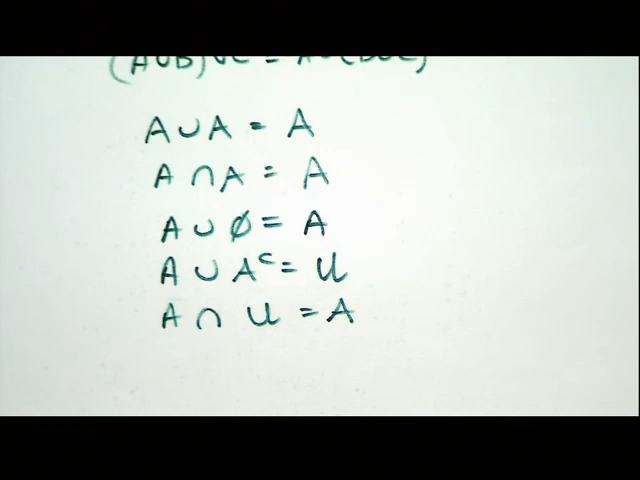 (A∪B)∪C = A∪(B∪C)
A ∪ A = A
A ∩ A = A
A ∪ ∅ = A
A ∪ Aᶜ = U
A ∩ U = A